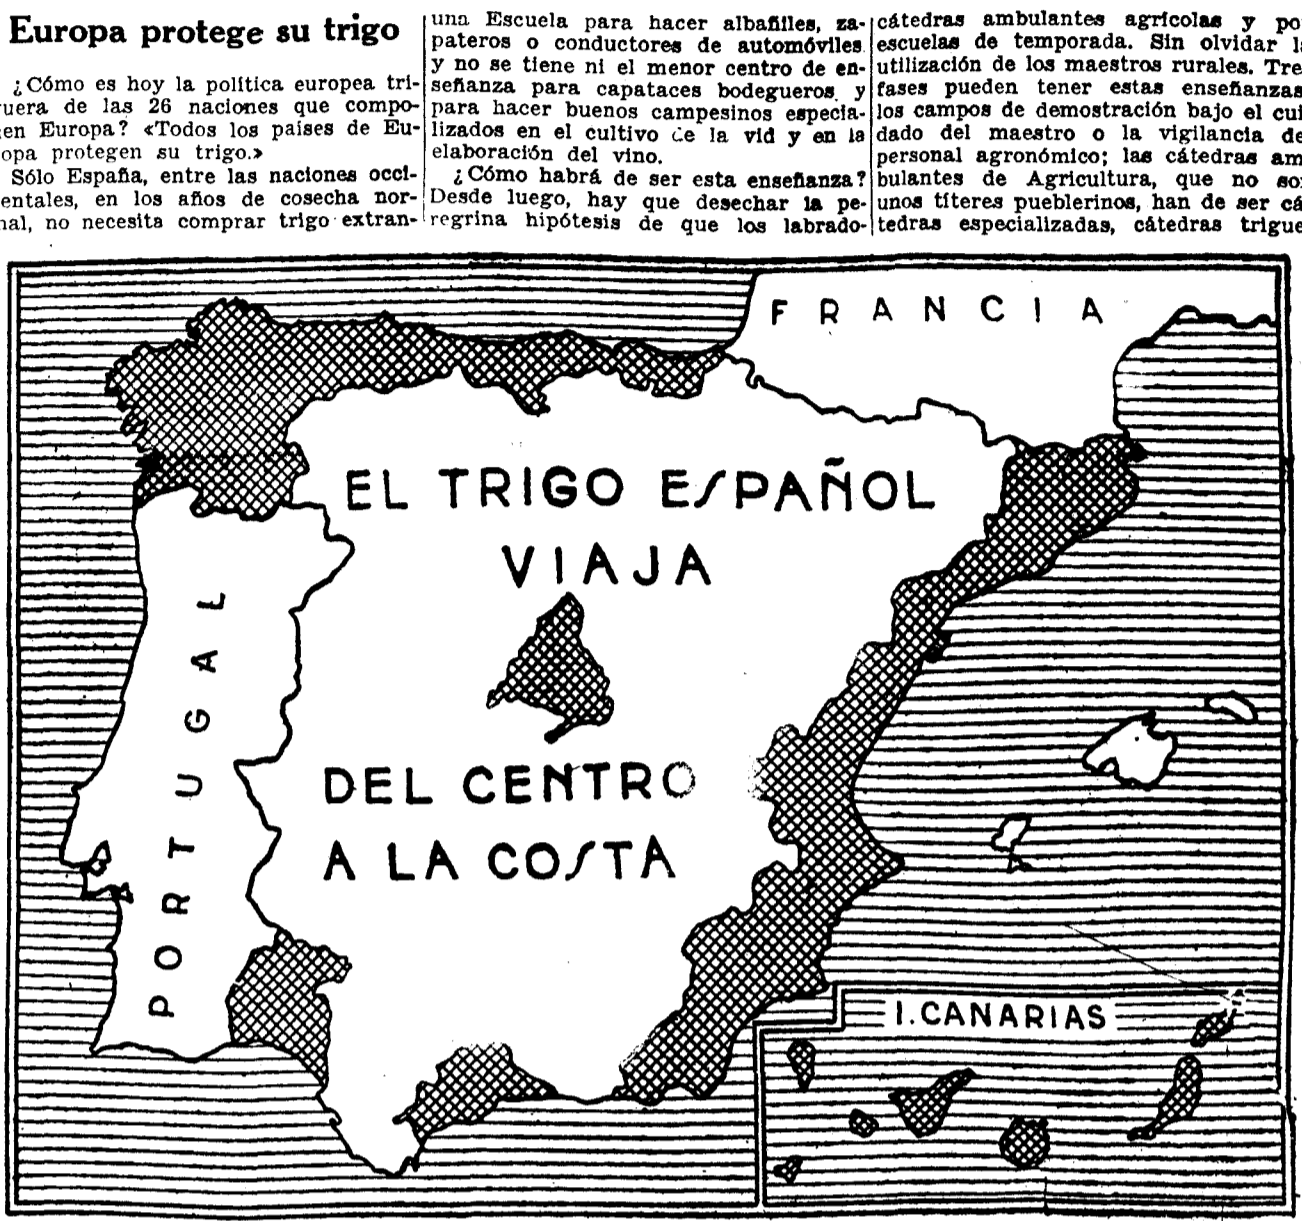 Europa protege su trigo
¿Cómo es hoy la política europea tri-
fuera de las 26 naciones que compo-
nen Europa? «Todos los países de Eu-
ropa protegen su trigo.»
Sólo España, entre las naciones occi-
dentales, en los años de cosecha nor-
mal, no necesita comprar trigo extran-
una Escuela para hacer albañilles, za-
pateros o conductores de automóviles
y no se tiene ni el menor centro de en-
señanza para capataces bodegueros y
para hacer buenos campesinos especia-
lizados en el cultivo de la vid y en la
elaboración del vino.
¿Cómo habrá de ser esta enseñanza?
Desde luego, hay que desechar la pe-
regrina hipótesis de que los labrado-
cátedras ambulantes agrícolas y po
escuelas de temporada. Sin olvidar l
utilización de los maestros rurales. Tre
fases pueden tener estas enseñanzas
los campos de demostración bajo el cui
dado del maestro o la vigilancia de
personal agronómico; las cátedras am
bulantes de Agricultura, que no so
unos títeres pueblerinos, han de ser cá
tedras especializadas, cátedras trigue
FRANCIA
EL TRIGO ESPAÑOL
VIAJA
DEL CENTRO
A LA COSTA
PORTUGAL
I. CANARIAS